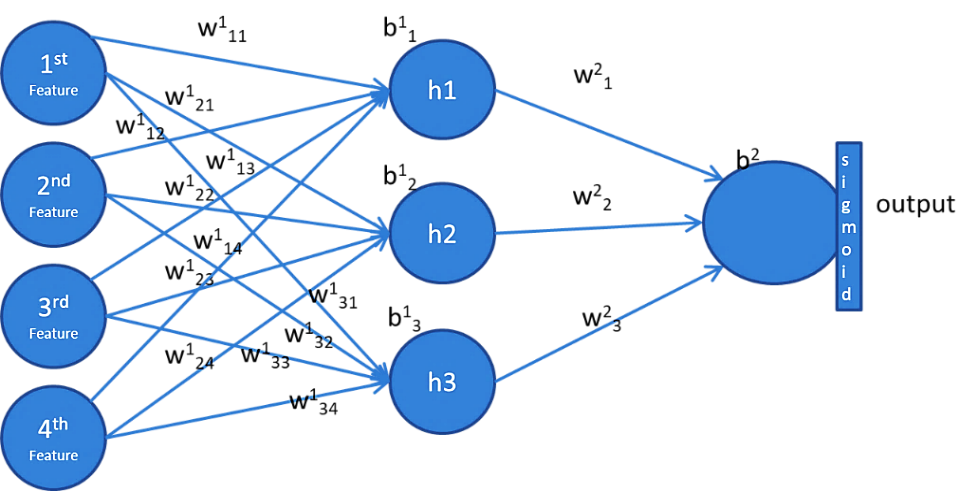 1st
Feature
2nd
Feature
3rd
Feature
4th
Feature
w¹₁₁
w¹₂₁
w¹₁₂
w¹₁₃
w¹₂₂
w¹₁₄
w¹₂₃
w¹₃₁
w¹₃₂
w¹₂₄
w¹₃₃
w¹₃₄
b¹₁
h1
b¹₂
h2
b¹₃
h3
w²₁
w²₂
w²₃
b²
sigmoid
output